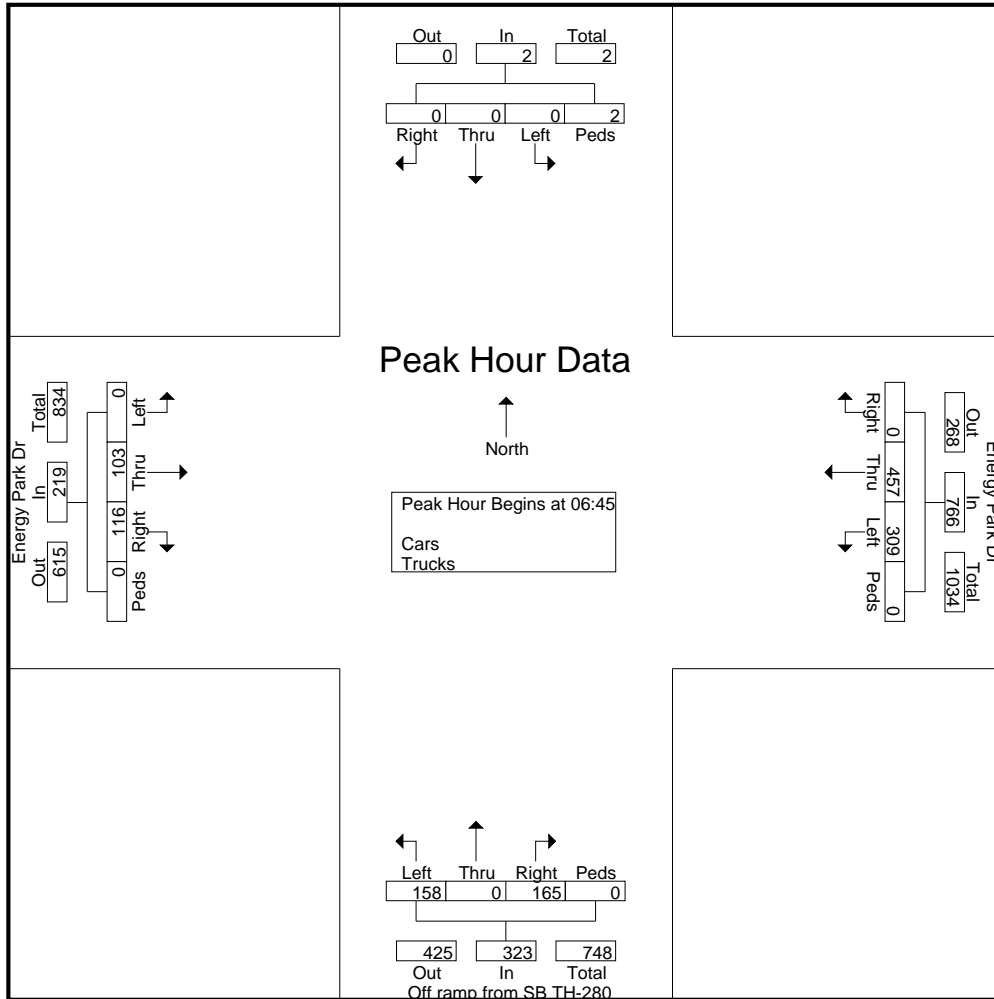 Out In Total
0 2 2
0 0 0 2
Right Thru Left Peds
Peak Hour Data
North
Peak Hour Begins at 06:45
Cars
Trucks
Energy Park Dr
Total In Out
834 219 615
0 103 116 0
Left Thru Right Peds
Energy Park Dr
Out In Total
268 766 1034
0 457 309 0
Right Thru Left Peds
Left Thru Right Peds
158 0 165 0
425 323 748
Out In Total
Off ramp from SB TH-280